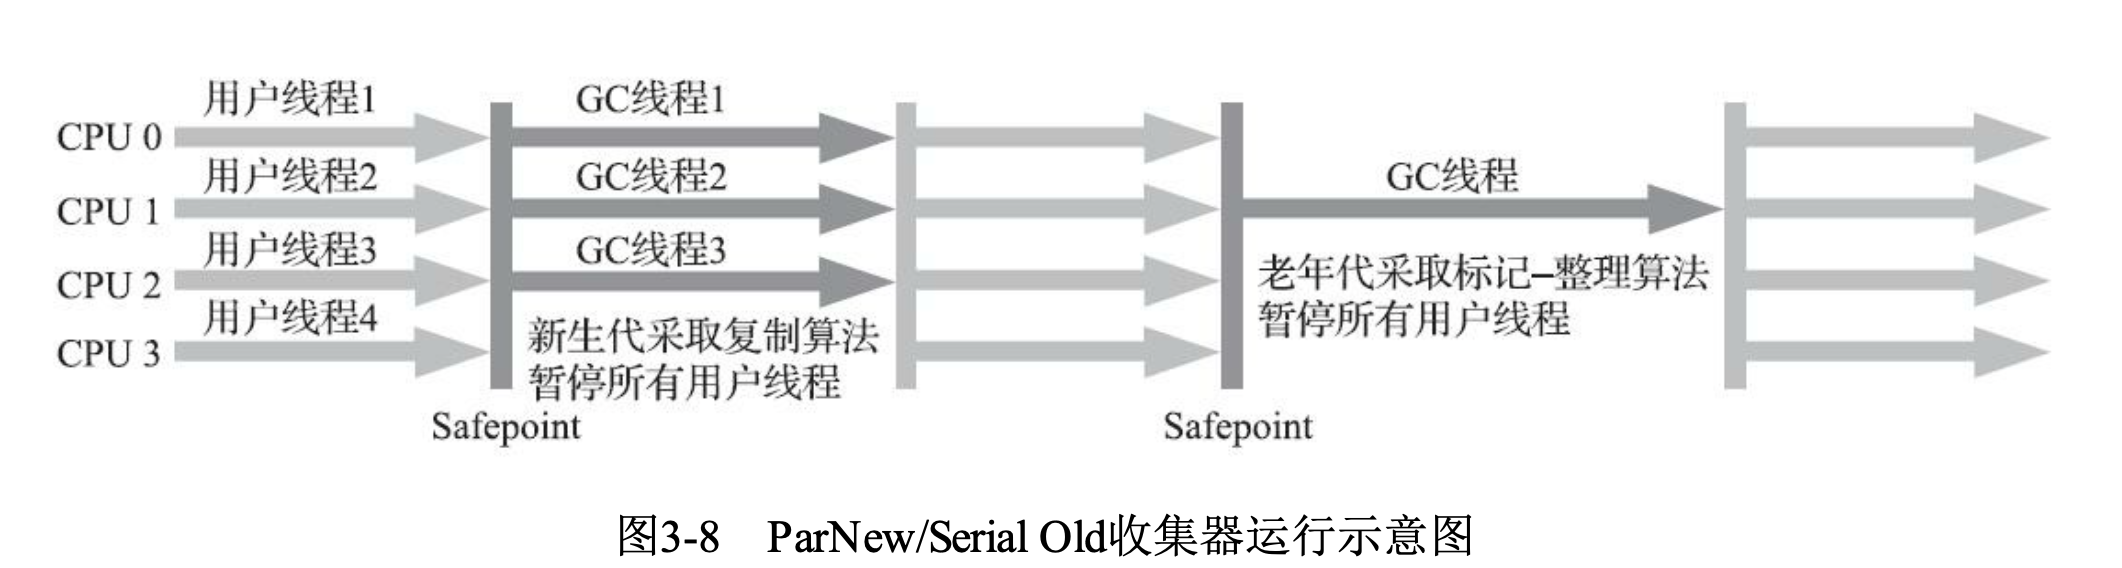 用户线程1
GC线程1
CPU 0
用户线程2
GC线程2
GC线程
CPU 1
用户线程3
GC线程3
CPU 2
老年代采取标记–整理算法
暂停所有用户线程
用户线程4
CPU 3
新生代采取复制算法
暂停所有用户线程
Safepoint
Safepoint
图3-8 ParNew/Serial Old收集器运行示意图